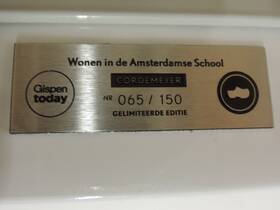 Wonen in de Amsterdamse School
CORDEMEYER
Gispen
today
NR 065 / 150
GELIMITEERDE EDITIE